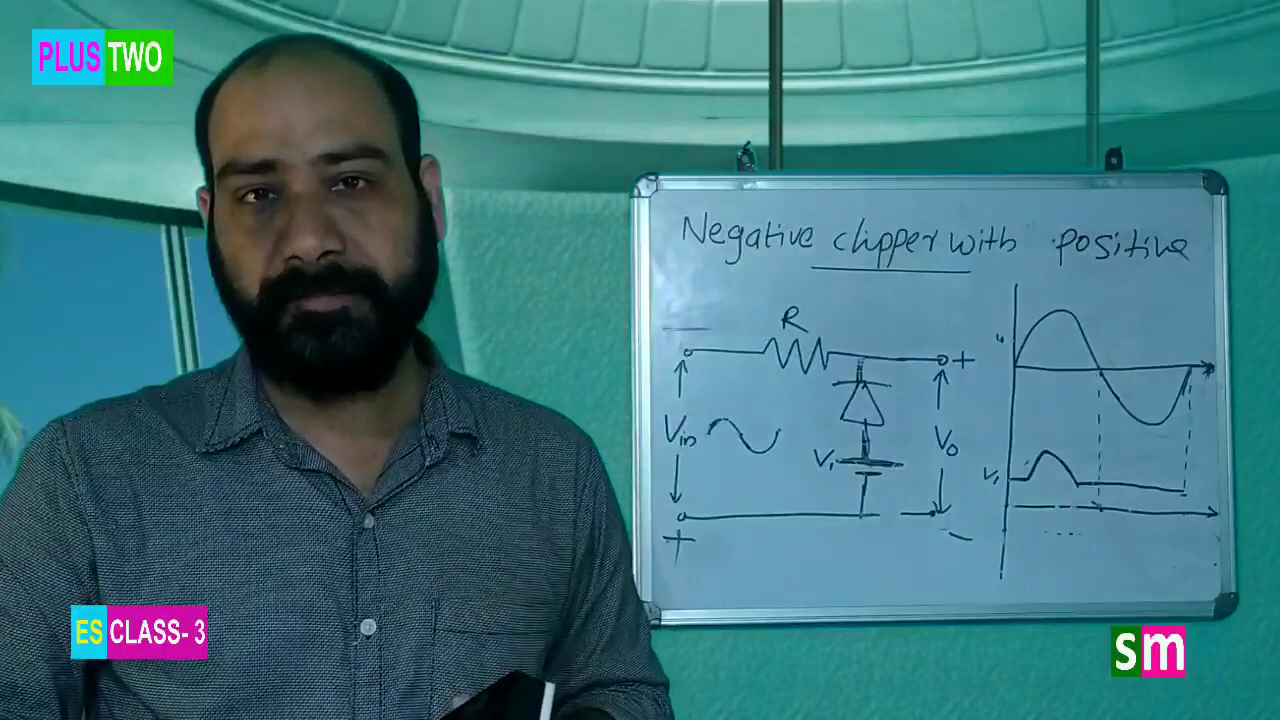 PLUS TWO
Negative clipper with positive
R
+
Vin
V1
Vo
V1
+
ES CLASS- 3
sm